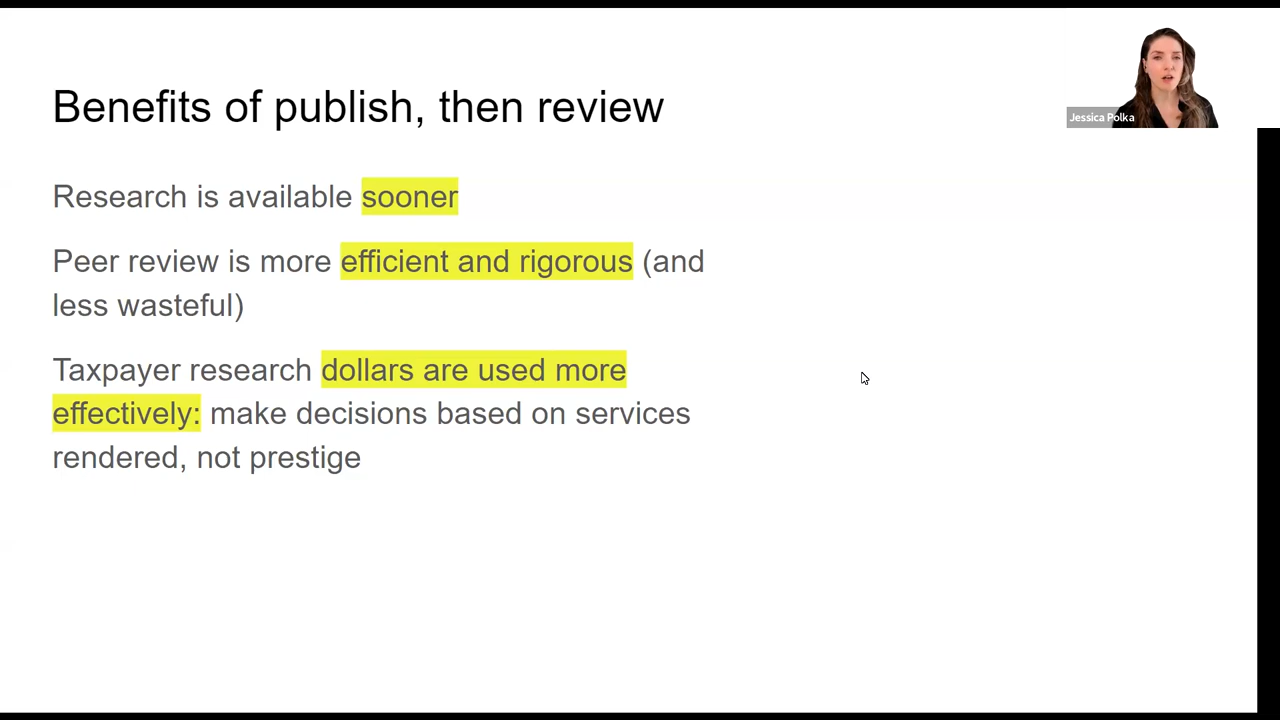 Benefits of publish, then review
Jessica Polka
Research is available sooner
Peer review is more efficient and rigorous (and
less wasteful)
Taxpayer research dollars are used more
effectively: make decisions based on services
rendered, not prestige